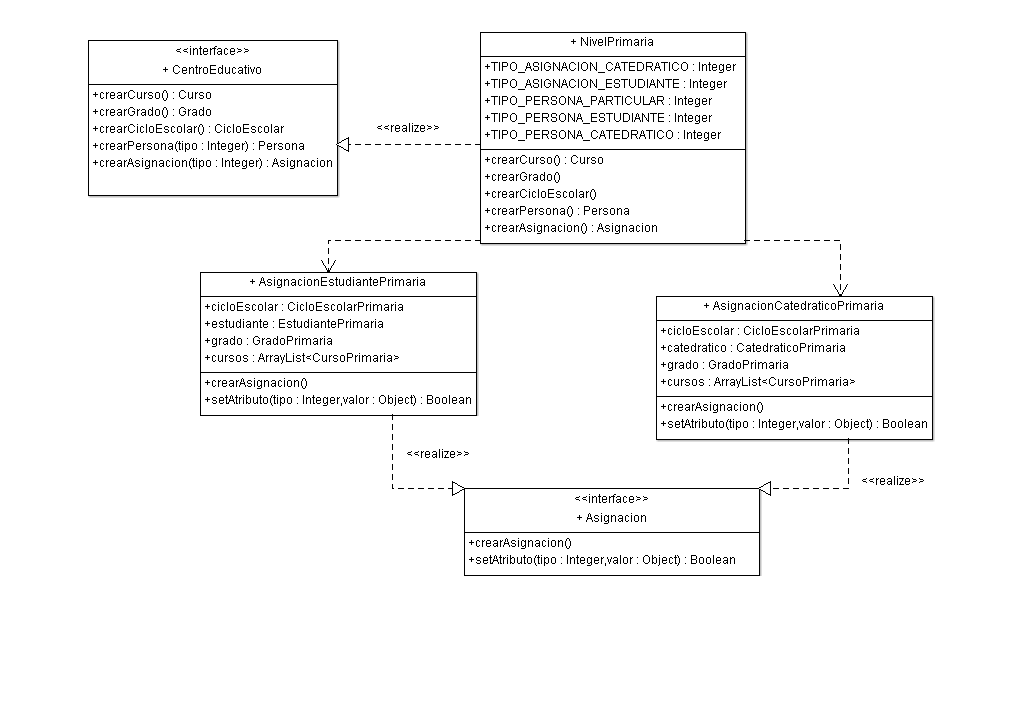 <<interface>>
+ CentroEducativo
+crearCurso() : Curso
+crearGrado() : Grado
+crearCicloEscolar() : CicloEscolar
+crearPersona(tipo : Integer) : Persona
+crearAsignacion(tipo : Integer) : Asignacion
<<realize>>
+ NivelPrimaria
+TIPO_ASIGNACION_CATEDRATICO : Integer
+TIPO_ASIGNACION_ESTUDIANTE : Integer
+TIPO_PERSONA_PARTICULAR : Integer
+TIPO_PERSONA_ESTUDIANTE : Integer
+TIPO_PERSONA_CATEDRATICO : Integer
+crearCurso() : Curso
+crearGrado()
+crearCicloEscolar()
+crearPersona() : Persona
+crearAsignacion() : Asignacion
+ AsignacionEstudiantePrimaria
+cicloEscolar : CicloEscolarPrimaria
+estudiante : EstudiantePrimaria
+grado : GradoPrimaria
+cursos : ArrayList<CursoPrimaria>
+crearAsignacion()
+setAtributo(tipo : Integer,valor : Object) : Boolean
+ AsignacionCatedraticoPrimaria
+cicloEscolar : CicloEscolarPrimaria
+catedratico : CatedraticoPrimaria
+grado : GradoPrimaria
+cursos : ArrayList<CursoPrimaria>
+crearAsignacion()
+setAtributo(tipo : Integer,valor : Object) : Boolean
<<realize>>
<<realize>>
<<interface>>
+ Asignacion
+crearAsignacion()
+setAtributo(tipo : Integer,valor : Object) : Boolean